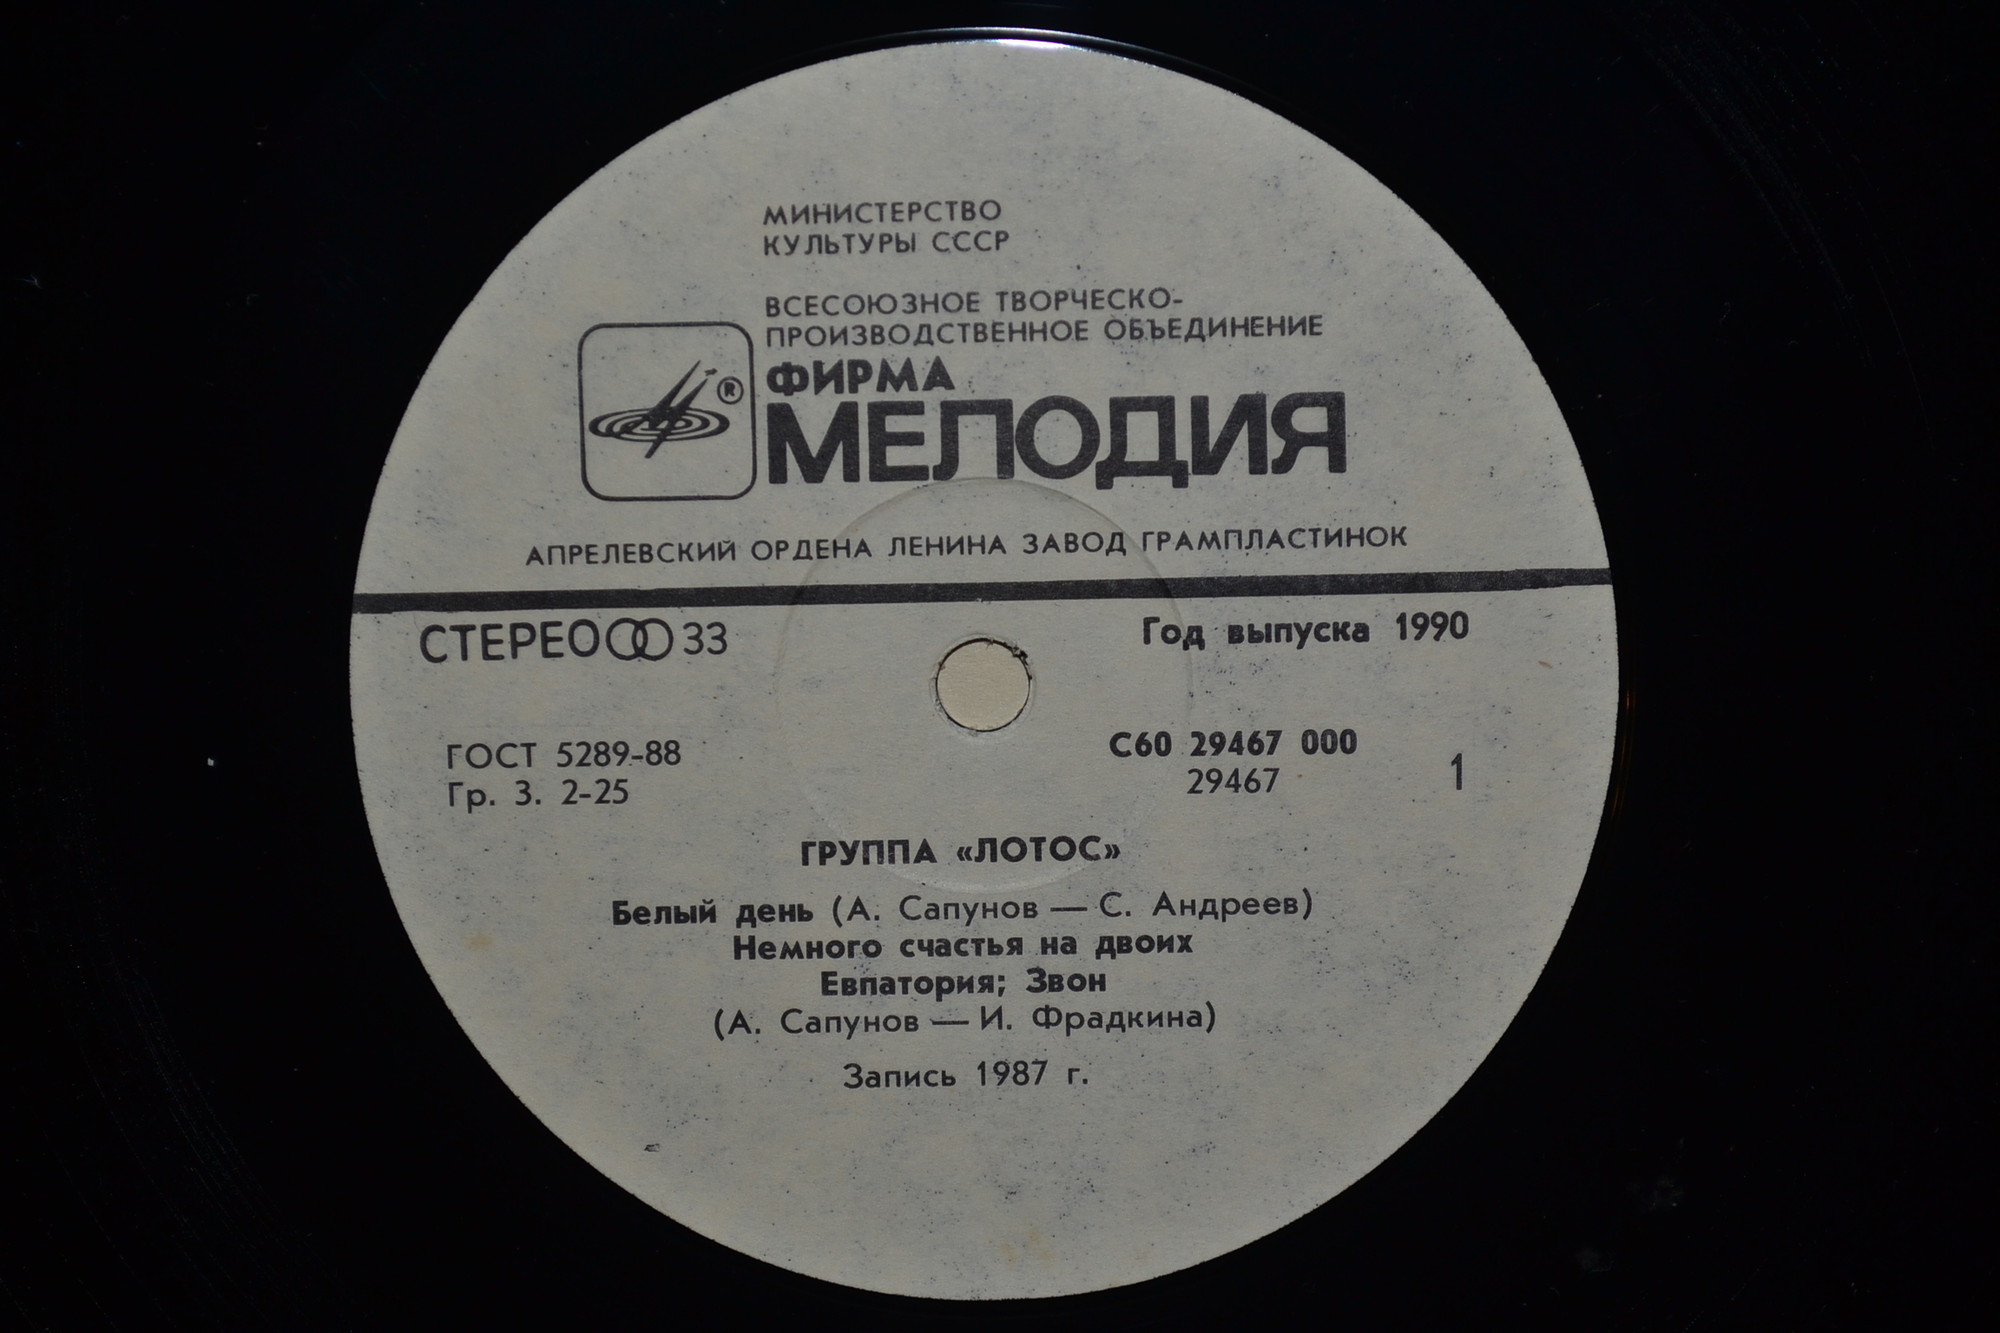 МИНИСТЕРСТВО
КУЛЬТУРЫ СССР
ВСЕСОЮЗНОЕ ТВОРЧЕСКО-
ПРОИЗВОДСТВЕННОЕ ОБЪЕДИНЕНИЕ
®
ФИРМА
МЕЛОДИЯ
АПРЕЛЕВСКИЙ ОРДЕНА ЛЕНИНА ЗАВОД ГРАМПЛАСТИНОК
СТЕРЕО 33
Год выпуска 1990
ГОСТ 5289-88
Гр. 3. 2-25
С60 29467 000
29467
1
ГРУППА «ЛОТОС»
Белый день (А. Сапунов — С. Андреев)
Немного счастья на двоих
Евпатория; Звон
(А. Сапунов — И. Фрадкина)
Запись 1987 г.